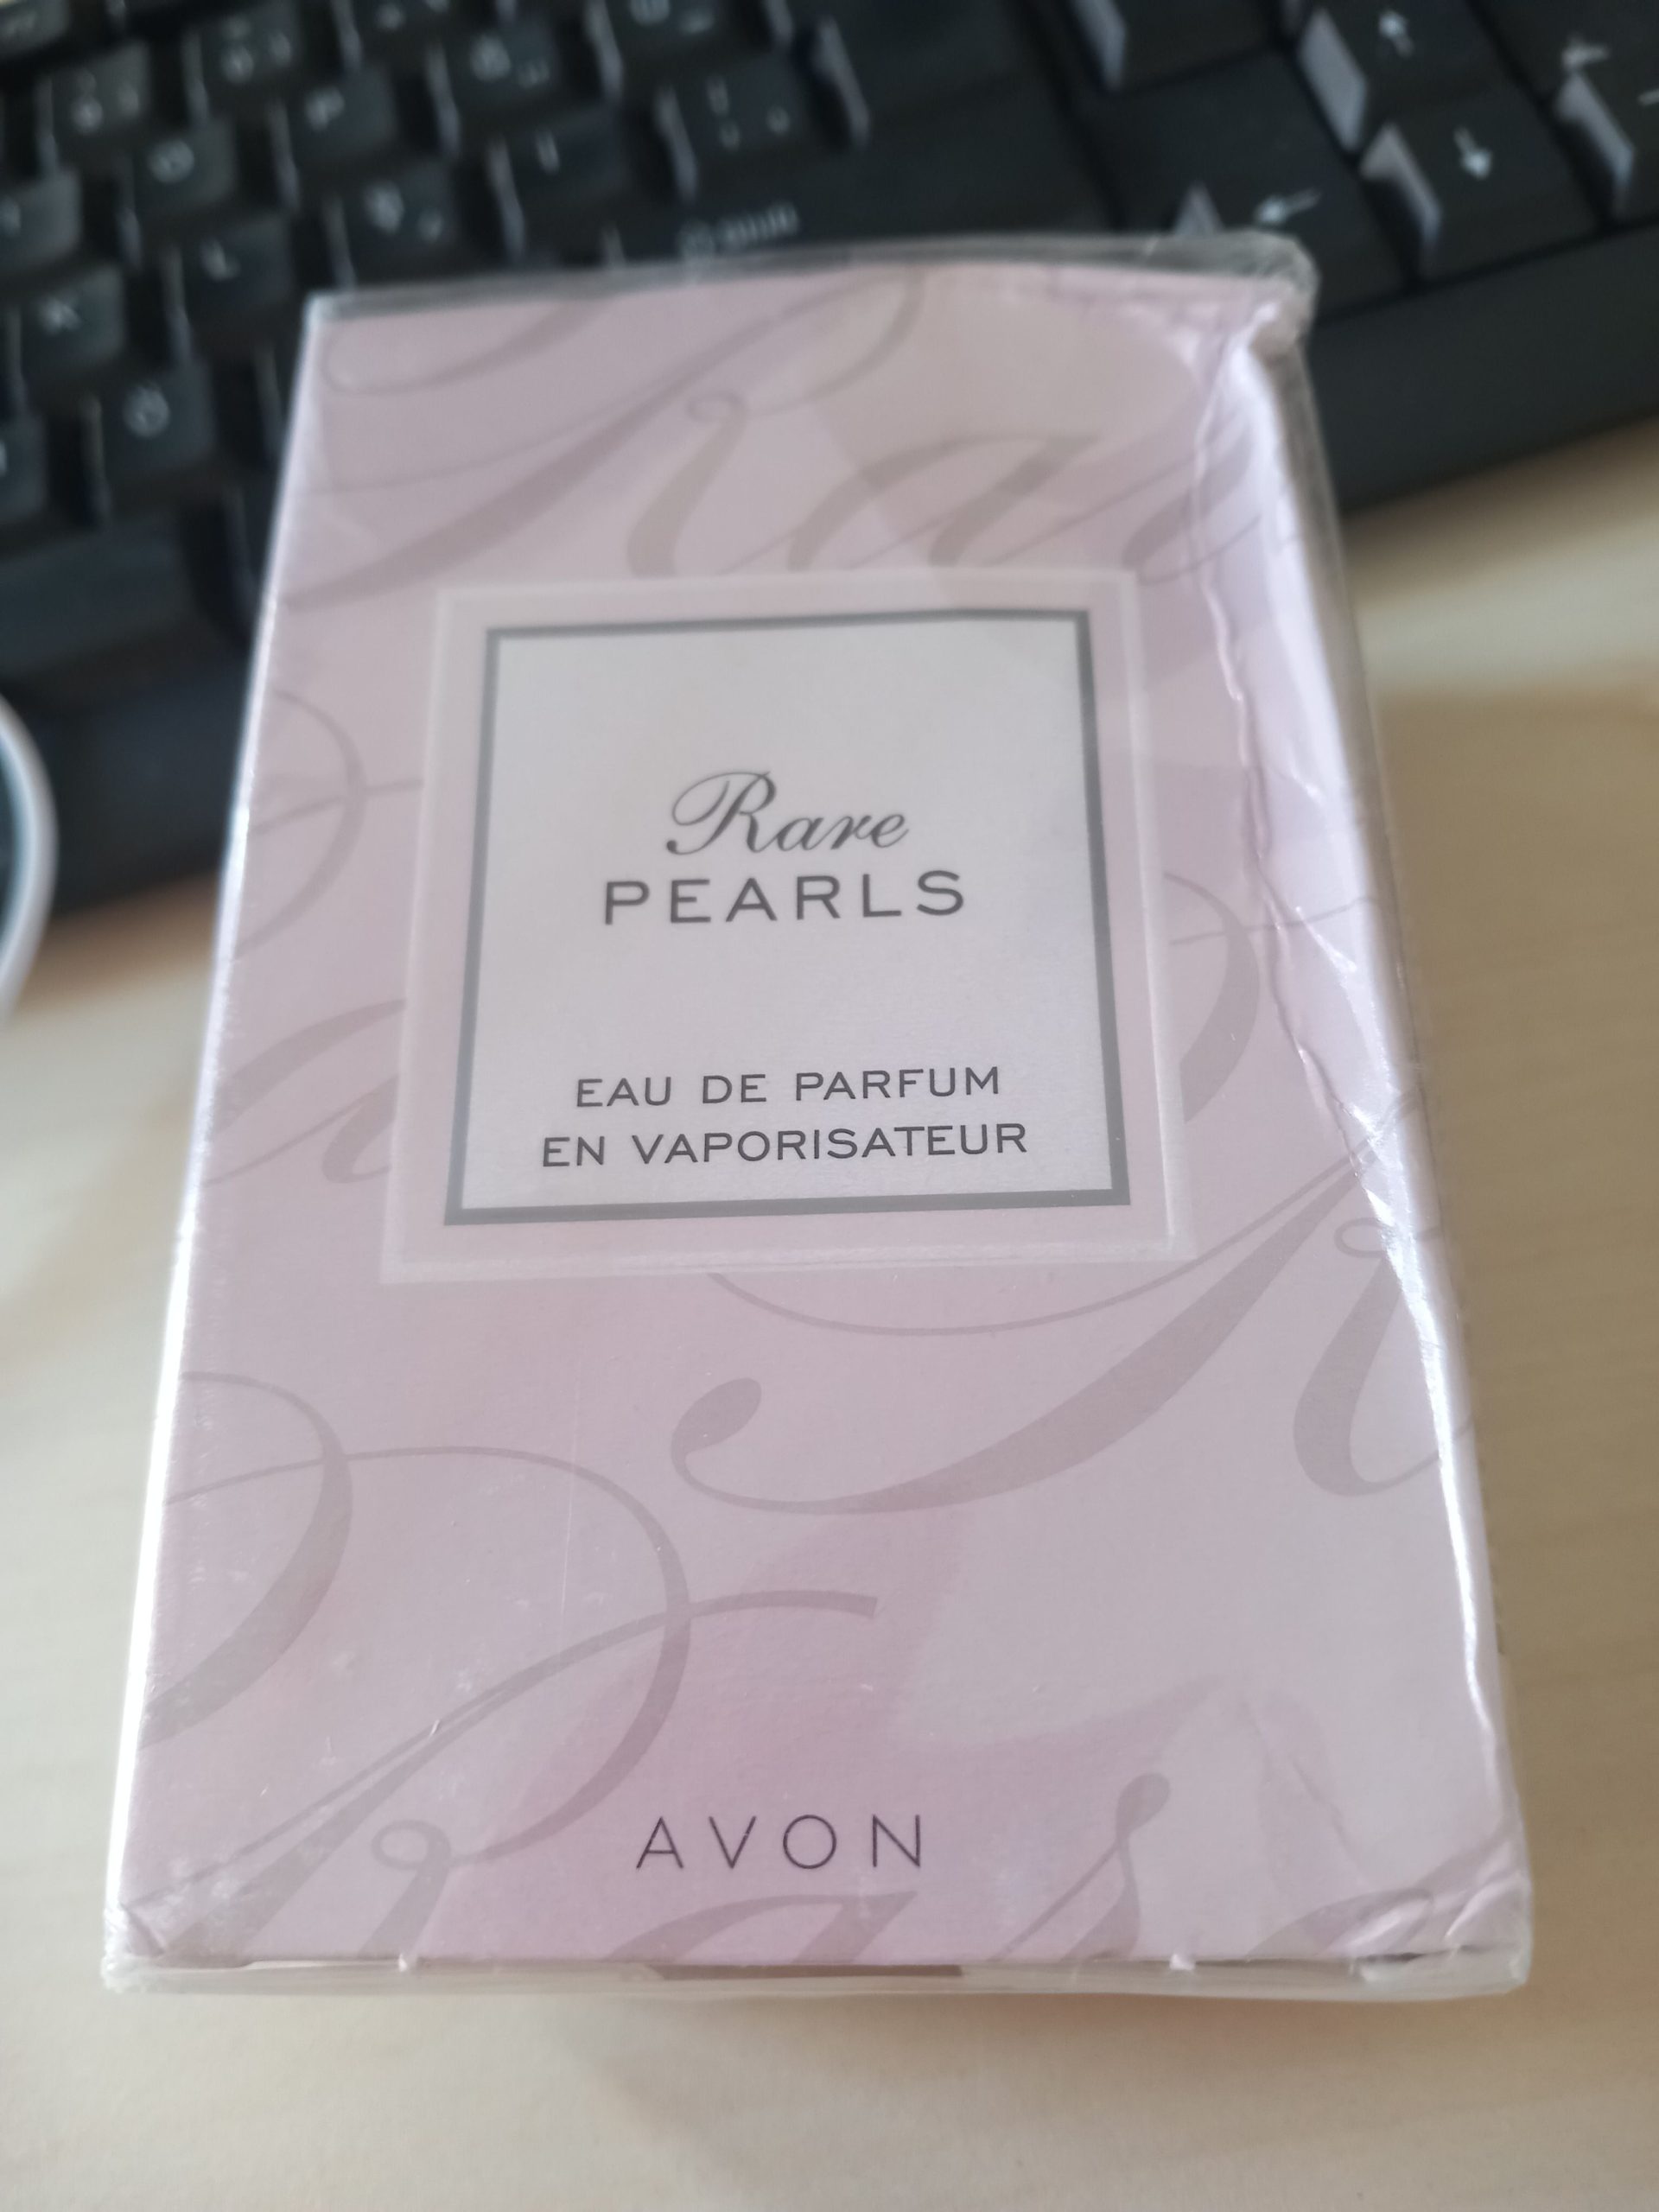 Rare
PEARLS
EAU DE PARFUM
EN VAPORISATEUR
AVON